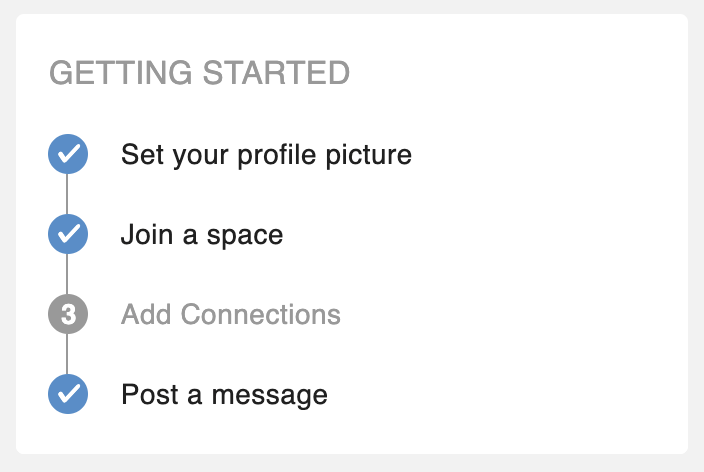 GETTING STARTED
Set your profile picture
Join a space
3 Add Connections
Post a message